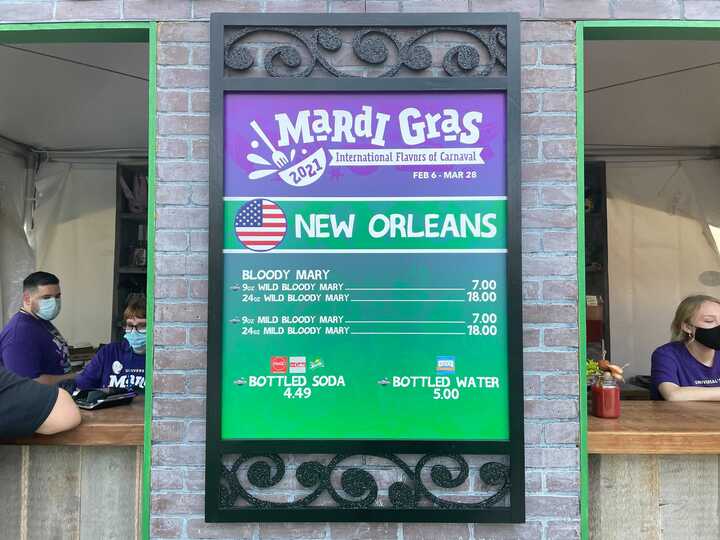 MARDI GRAS
2021
International Flavors of Carnaval
FEB 6 - MAR 28
NEW ORLEANS
BLOODY MARY
9oz WILD BLOODY MARY 7.00
24oz WILD BLOODY MARY 18.00
9oz MILD BLOODY MARY 7.00
24oz MILD BLOODY MARY 18.00
BOTTLED SODA
4.49
BOTTLED WATER
5.00